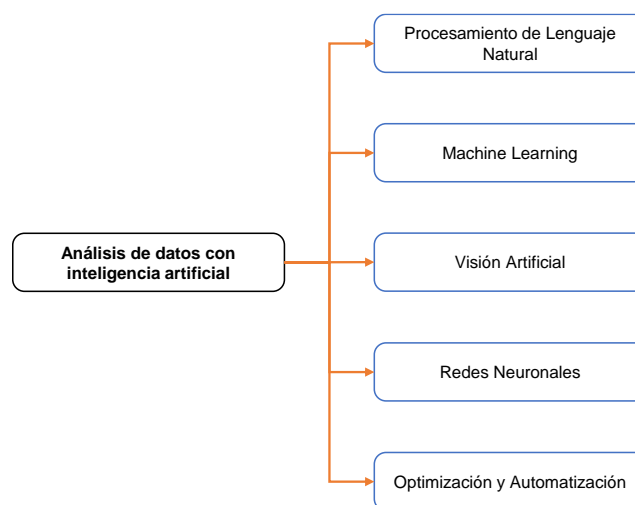 Procesamiento de Lenguaje
Natural
Machine Learning
Análisis de datos con
inteligencia artificial
Visión Artificial
Redes Neuronales
Optimización y Automatización